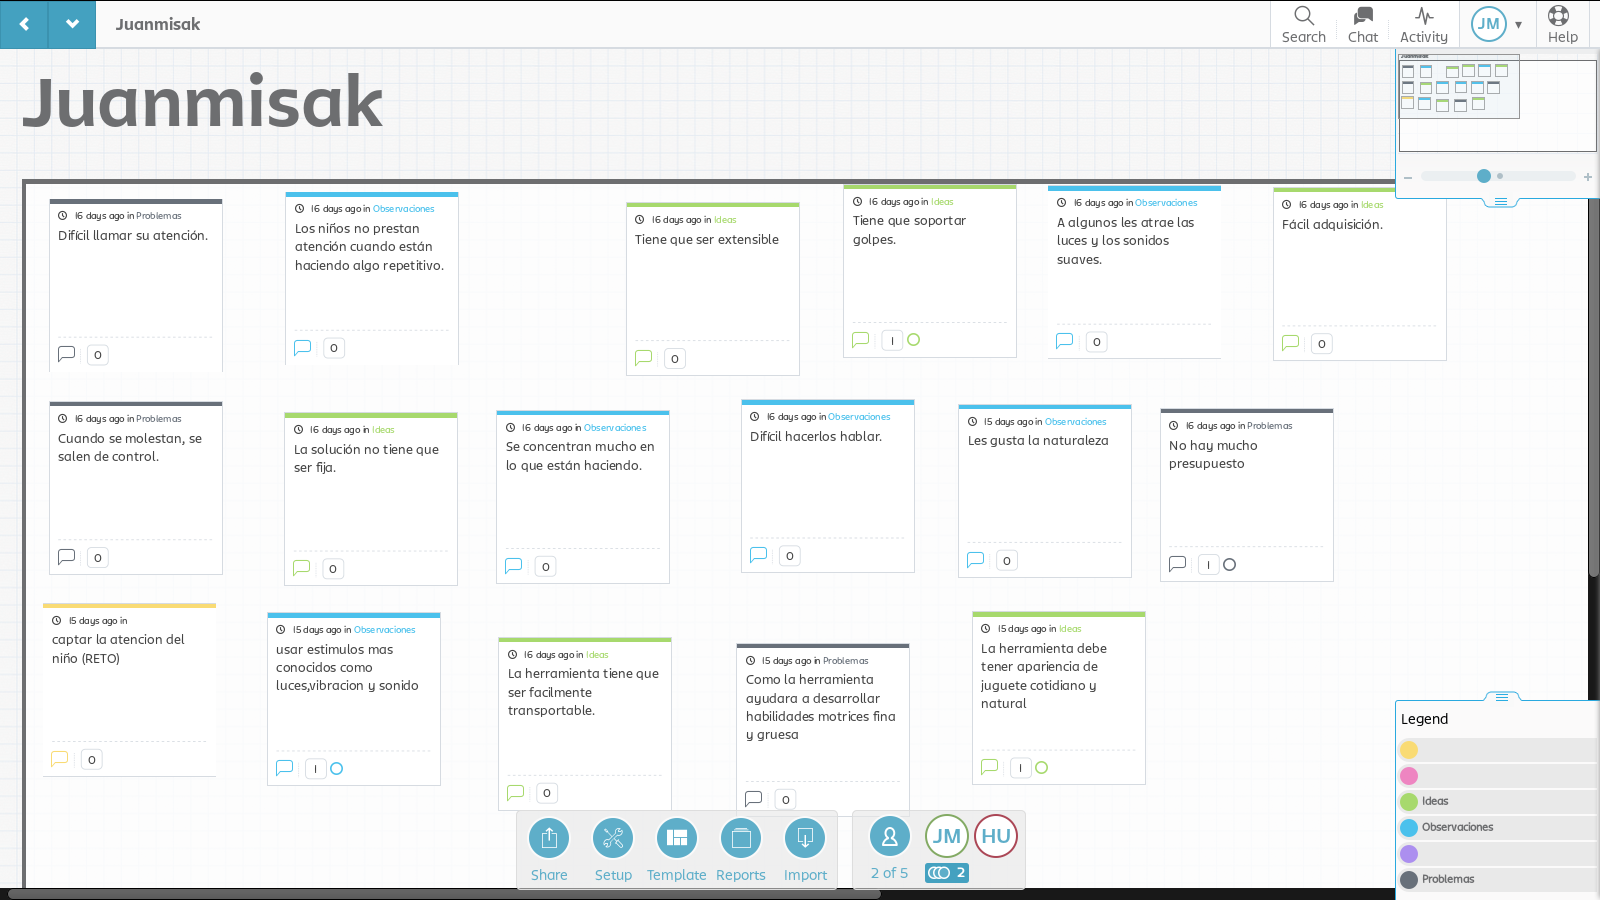 Juanmisak
Search
Chat
Activity
JM
Help
Juanmisak
16 days ago in Problemas
Difícil llamar su atención.
0
16 days ago in Observaciones
Los niños no prestan
atención cuando están
haciendo algo repetitivo.
0
16 days ago in Ideas
Tiene que ser extensible
0
16 days ago in Ideas
Tiene que soportar
golpes.
1
16 days ago in Observaciones
A algunos les atrae las
luces y los sonidos
suaves.
0
16 days ago in Ideas
Fácil adquisición.
0
16 days ago in Problemas
Cuando se molestan, se
salen de control.
0
16 days ago in Ideas
La solución no tiene que
ser fija.
0
16 days ago in Observaciones
Se concentran mucho en
lo que están haciendo.
0
16 days ago in Observaciones
Difícil hacerlos hablar.
0
15 days ago in Observaciones
Les gusta la naturaleza
0
16 days ago in Problemas
No hay mucho
presupuesto
1
15 days ago in
captar la atencion del
niño (RETO)
0
15 days ago in Observaciones
usar estimulos mas
conocidos como
luces,vibracion y sonido
1
16 days ago in Ideas
La herramienta tiene que
ser facilmente
transportable.
0
15 days ago in Problemas
Como la herramienta
ayudara a desarrollar
habilidades motrices fina
y gruesa
0
15 days ago in Ideas
La herramienta debe
tener apariencia de
juguete cotidiano y
natural
1
Legend
Ideas
Observaciones
Problemas
Share
Setup
Template
Reports
Import
2 of 5
JM
HU
2